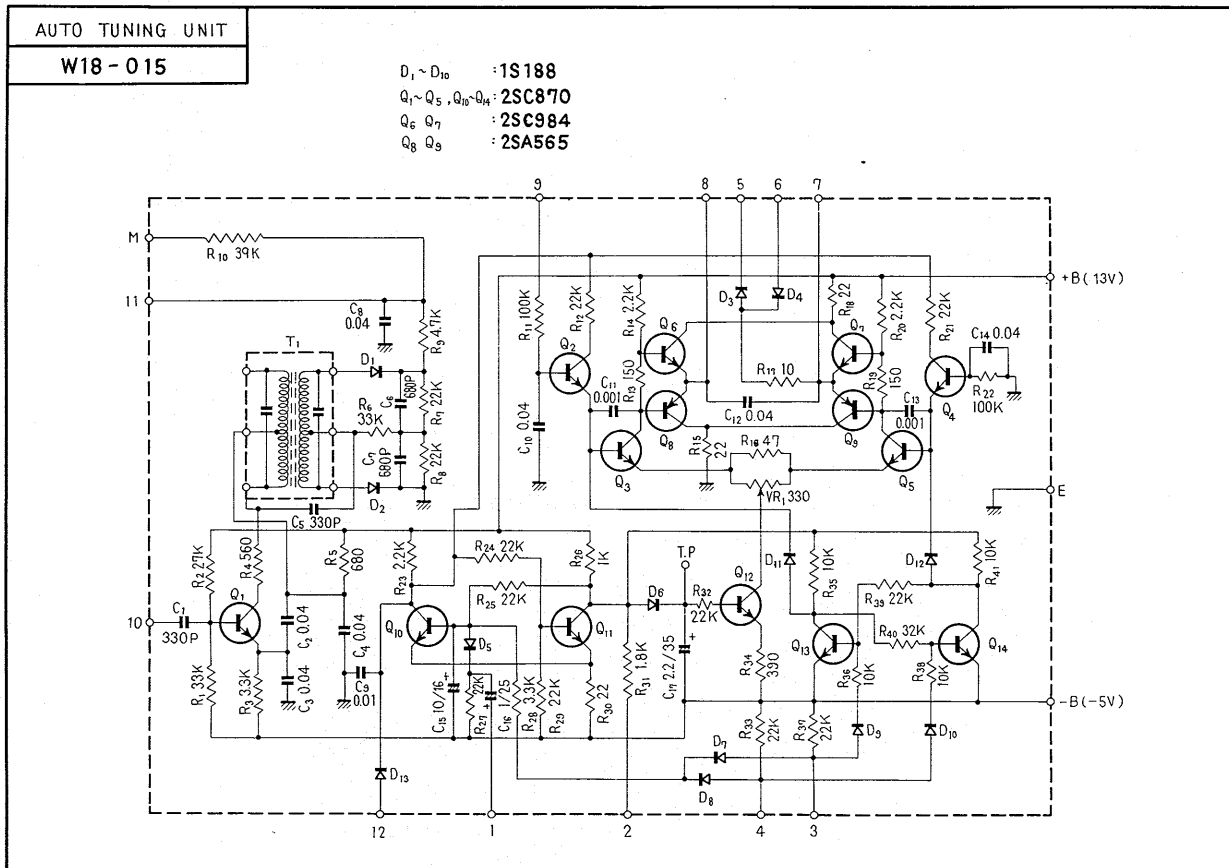 AUTO TUNING UNIT
W18-015
D₁~D₁₀ : 1S188
Q₁~Q₅, Q₁₀~Q₁₄ : 2SC870
Q₆ Q₇ : 2SC984
Q₈ Q₉ : 2SA565
9
8
5
6
7
M
R₁₀ 39K
11
+B(13V)
C₈
0.04
R₉ 4.7K
R₁₁ 100K
R₁₂ 22K
R₁₄ 2.2K
D₃
D₄
R₁₈ 22
R₂₀ 2.2K
R₂₁ 22K
T₁
D₁
C₆
680P
R₇ 22K
R₆
33K
C₇
680P
R₈ 22K
D₂
C₅ 330P
Q₂
Q₆
Q₇
C₁₄ 0.04
C₁₁
0.001
R₁₃ 150
R₁₇ 10
R₁₉
150
C₁₃
0.001
Q₄
R₂₂
100K
C₁₀ 0.04
C₁₂ 0.04
Q₈
Q₉
Q₃
R₁₅
22
R₁₆ 47
VR₁ 330
Q₅
E
R₂ 27K
R₄ 560
R₅
680
R₂₃ 2.2K
R₂₄ 22K
R₂₅
22K
R₂₆
1K
T.P
D₁₁
R₃₅
10K
D₁₂
R₄₁ 10K
Q₁
C₁
330P
10
C₂ 0.04
C₄ 0.04
Q₁₀
D₅
Q₁₁
D₆
R₃₂
22K
Q₁₂
R₃₉
22K
R₄₀ 32K
Q₁₃
Q₁₄
R₁ 33K
R₃ 3.3K
C₃ 0.04
C₉
0.01
C₁₅ 10/16
+
R₂₇ 22K
+
C₁₆ 1/25
R₂₈ 3.3K
R₂₉ 22K
R₃₀ 22
R₃₁ 1.8K
C₁₇ 2.2/35
+
R₃₄
390
R₃₆
10K
R₃₈
10K
-B(-5V)
R₃₃
22K
R₃₇
22K
D₉
D₁₀
D₁₃
D₇
D₈
12
1
2
4
3